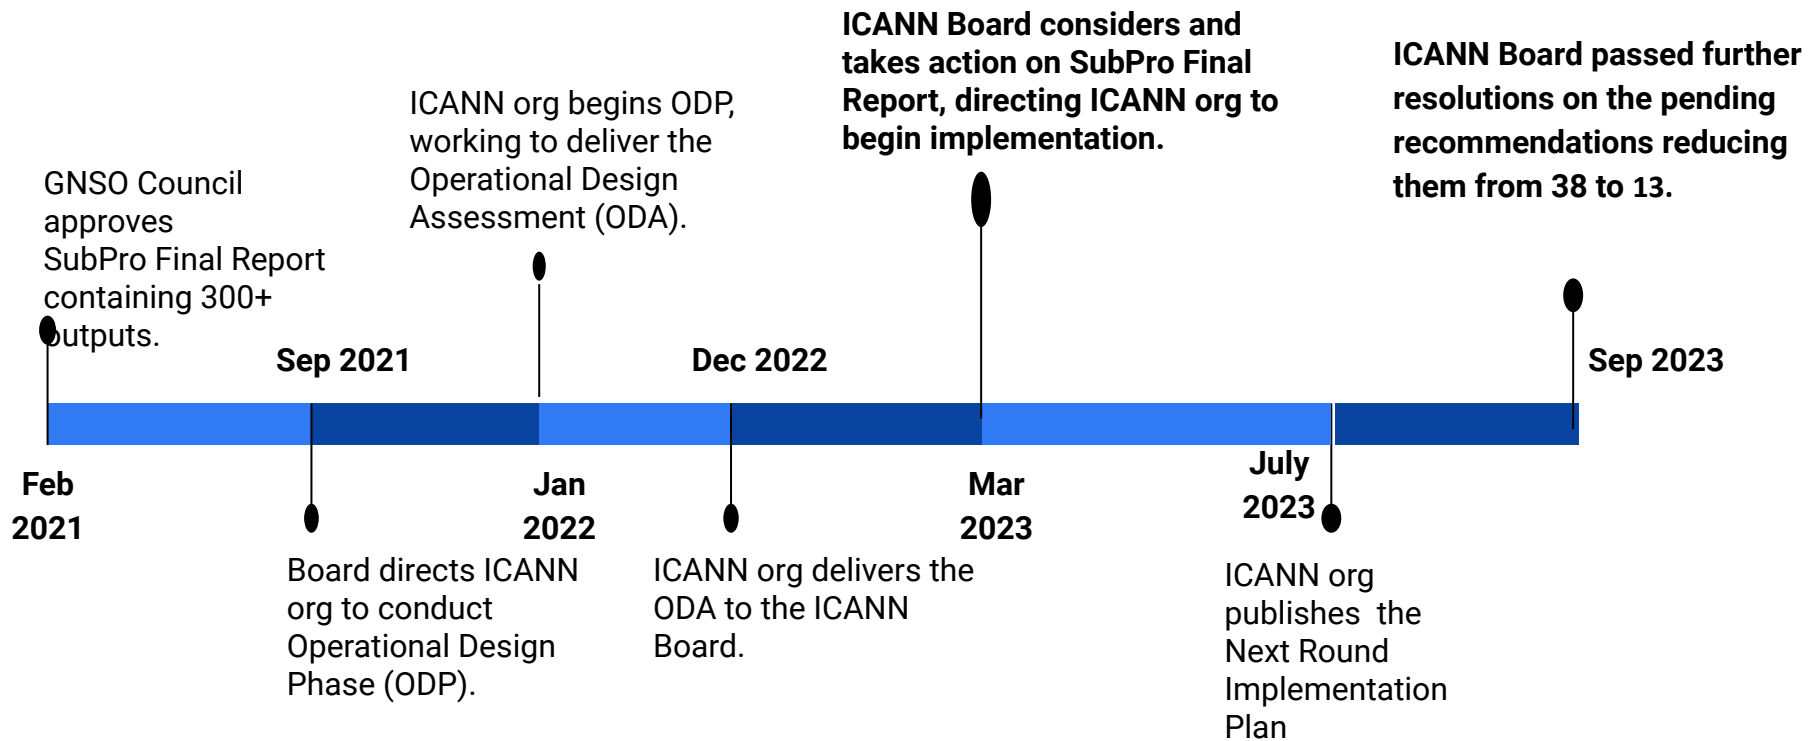 GNSO Council
approves
SubPro Final Report
containing 300+
outputs.
Feb
2021
Sep 2021
Board directs ICANN
org to conduct
Operational Design
Phase (ODP).
ICANN org begins ODP,
working to deliver the
Operational Design
Assessment (ODA).
Jan
2022
Dec 2022
ICANN org delivers the
ODA to the ICANN
Board.
ICANN Board considers and
takes action on SubPro Final
Report, directing ICANN org to
begin implementation.
Mar
2023
July
2023
ICANN org
publishes  the
Next Round
Implementation
Plan
ICANN Board passed further
resolutions on the pending
recommendations reducing
them from 38 to 13.
Sep 2023